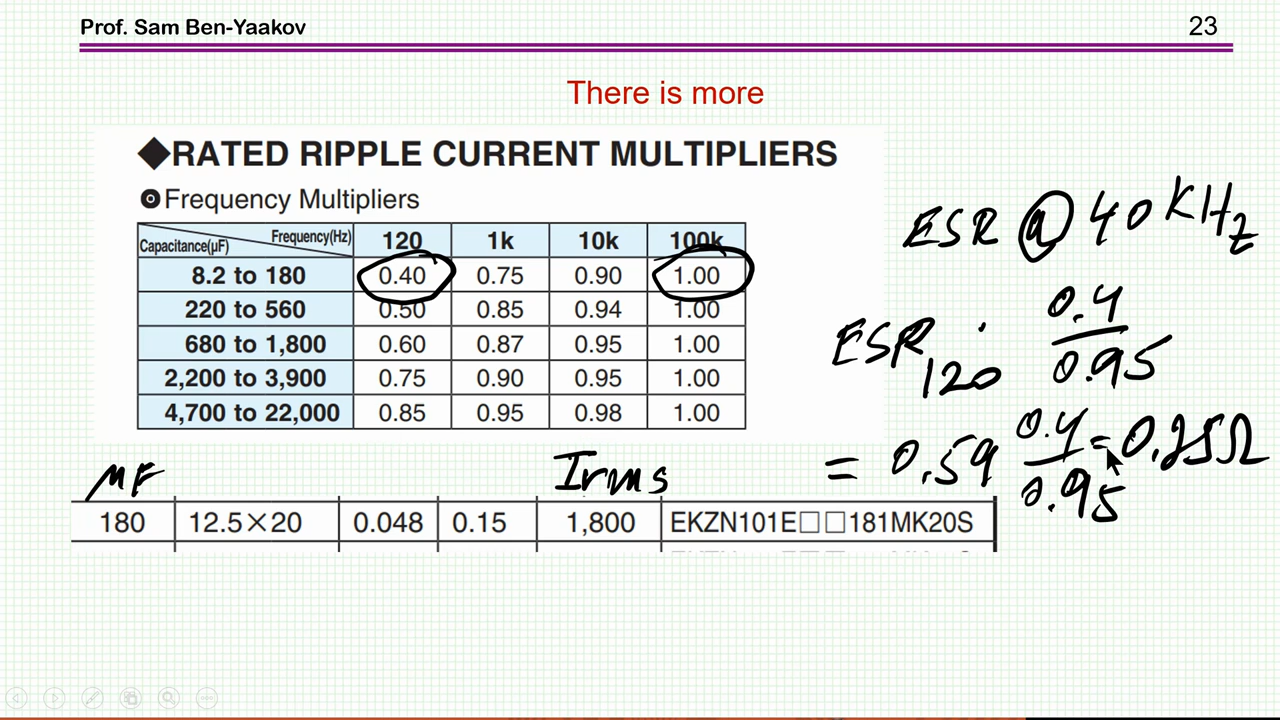 Prof. Sam Ben-Yaakov
23
There is more
◆RATED RIPPLE CURRENT MULTIPLIERS
Frequency Multipliers
Capacitance(μF) Frequency(Hz) 120 1k 10k 100k
8.2 to 180 0.40 0.75 0.90 1.00
220 to 560 0.50 0.85 0.94 1.00
680 to 1,800 0.60 0.87 0.95 1.00
2,200 to 3,900 0.75 0.90 0.95 1.00
4,700 to 22,000 0.85 0.95 0.98 1.00
ESR @ 40 KHz
ESR120 · 0.4
0.95
= 0.59 0.4 = 0.25Ω
0.95
MF Irms
180 12.5×20 0.048 0.15 1,800 EKZN101E□□181MK20S